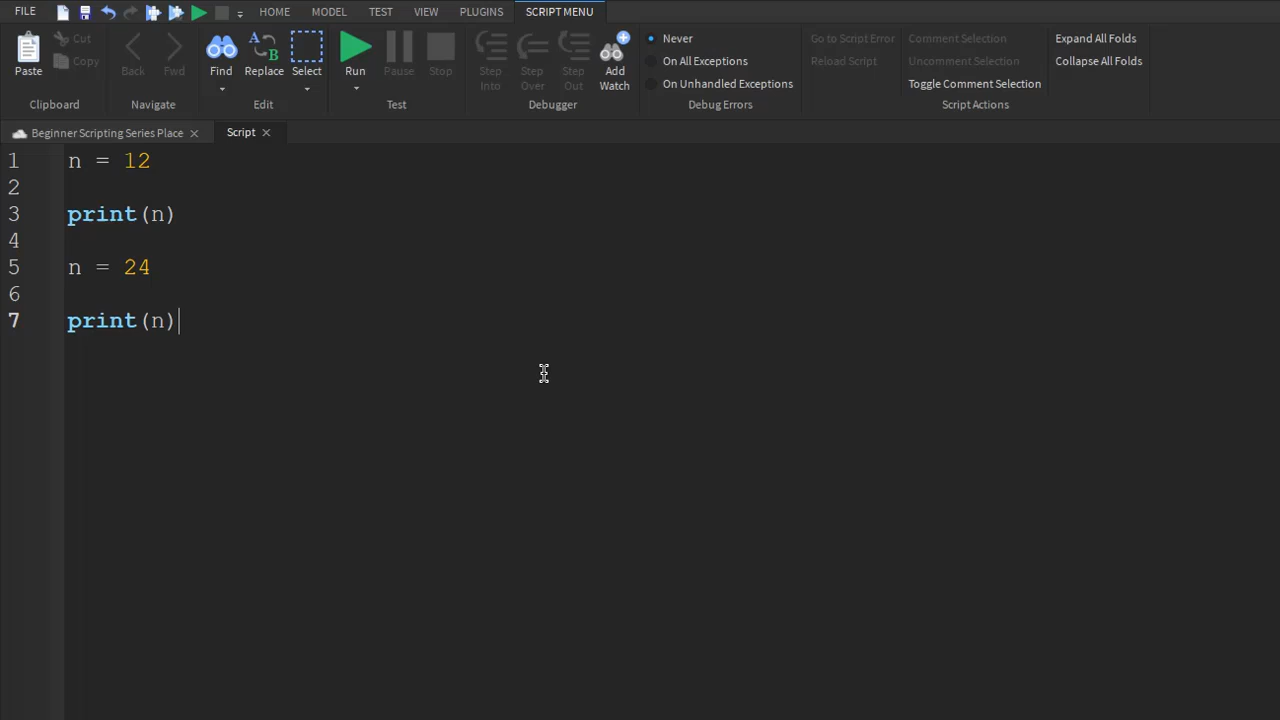 FILE HOME MODEL TEST VIEW PLUGINS SCRIPT MENU
Paste Cut Copy Back Fwd Find Replace Select Run Pause Stop Step Into Step Over Step Out Add Watch Never On All Exceptions On Unhandled Exceptions Go to Script Error Reload Script Comment Selection Uncomment Selection Toggle Comment Selection Expand All Folds Collapse All Folds
Clipboard Navigate Edit Test Debugger Debug Errors Script Actions
Beginner Scripting Series Place Script
1 n = 12
2
3 print(n)
4
5 n = 24
6
7 print(n)